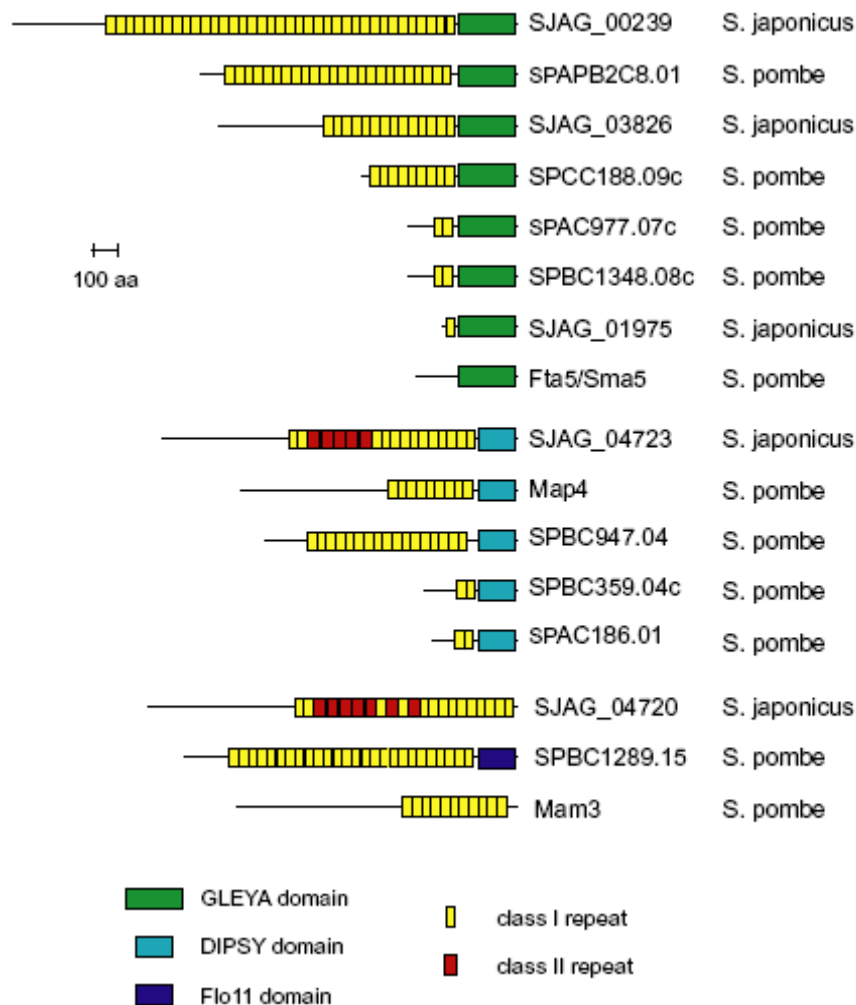 SJAG_00239 S. japonicus
SPAPB2C8.01 S. pombe
SJAG_03826 S. japonicus
SPCC188.09c S. pombe
SPAC977.07c S. pombe
100 aa
SPBC1348.08c S. pombe
SJAG_01975 S. japonicus
Fta5/Sma5 S. pombe
SJAG_04723 S. japonicus
Map4 S. pombe
SPBC947.04 S. pombe
SPBC359.04c S. pombe
SPAC186.01 S. pombe
SJAG_04720 S. japonicus
SPBC1289.15 S. pombe
Mam3 S. pombe
GLEYA domain
class I repeat
DIPSY domain
class II repeat
Flo11 domain